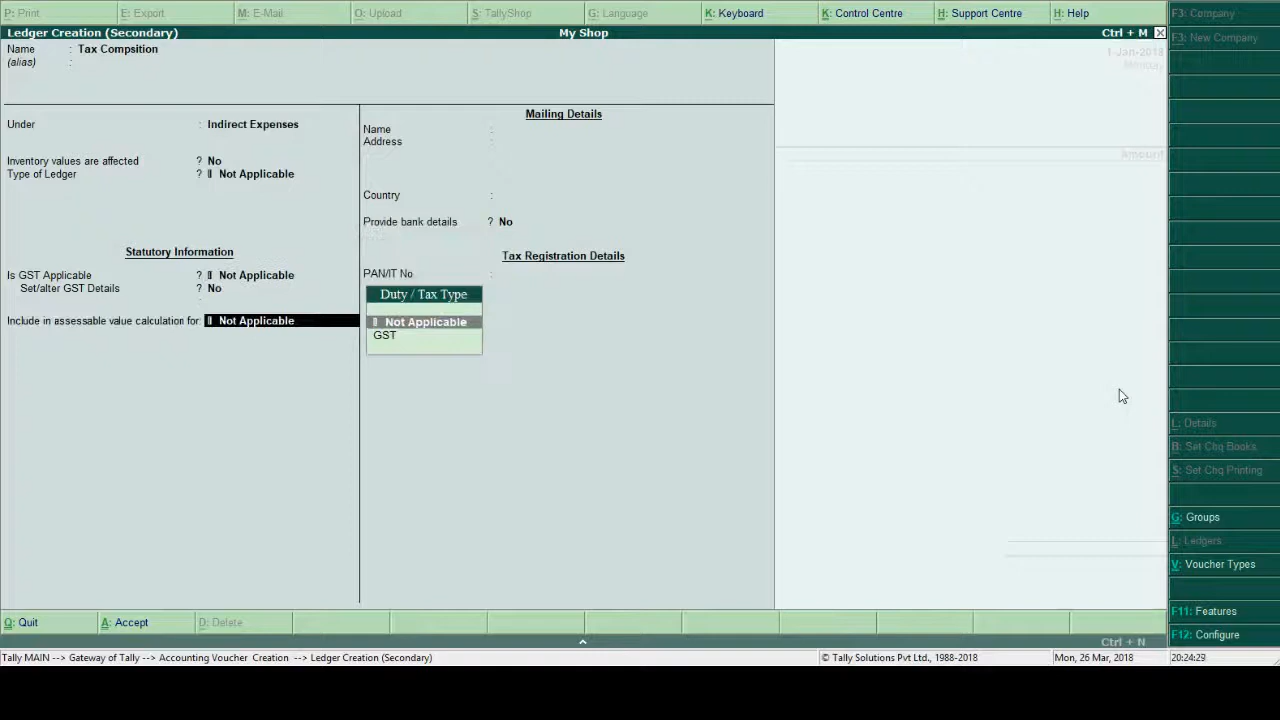 P: Print E: Export M: E-Mail O: Upload S: TallyShop G: Language K: Keyboard K: Control Centre H: Support Centre H: Help F3: Company
Ledger Creation (Secondary) My Shop Ctrl + M F3: New Company
Name : Tax Compsition 1-Jan-2018
(alias) : Monday
Mailing Details
Under : Indirect Expenses
Name :
Address :
Amount
Inventory values are affected ? No
Type of Ledger ? Not Applicable
Country :
Provide bank details ? No
Statutory Information
Tax Registration Details
Is GST Applicable ? Not Applicable
PAN/IT No :
Set/alter GST Details ? No
:
Duty / Tax Type
Include in assessable value calculation for: Not Applicable
Not Applicable
GST
L: Details
B: Set Chq Books
S: Set Chq Printing
G: Groups
L: Ledgers
V: Voucher Types
F11: Features
Q: Quit A: Accept D: Delete
F12: Configure
Ctrl + N
Tally MAIN --> Gateway of Tally --> Accounting Voucher Creation --> Ledger Creation (Secondary) © Tally Solutions Pvt Ltd., 1988-2018 Mon, 26 Mar, 2018 20:24:29